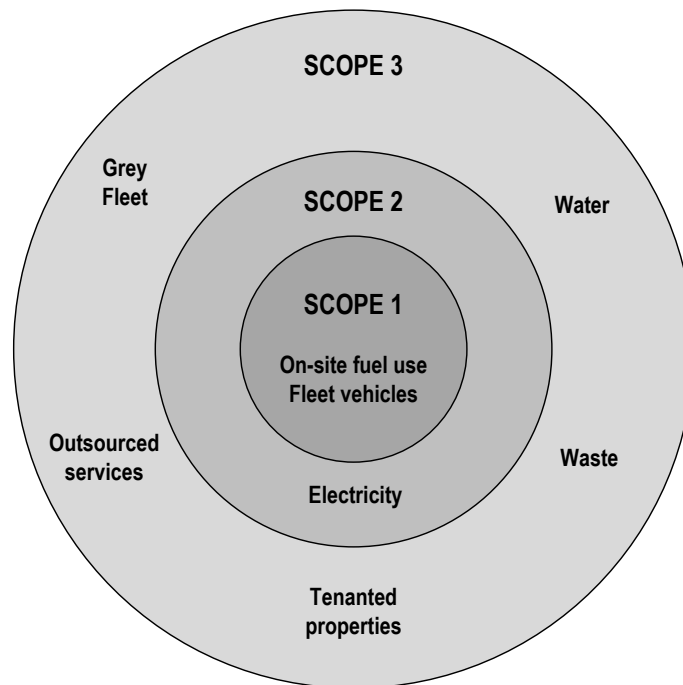 SCOPE 3
Grey
Fleet
Water
SCOPE 2
SCOPE 1
On-site fuel use
Fleet vehicles
Outsourced
services
Waste
Electricity
Tenanted
properties